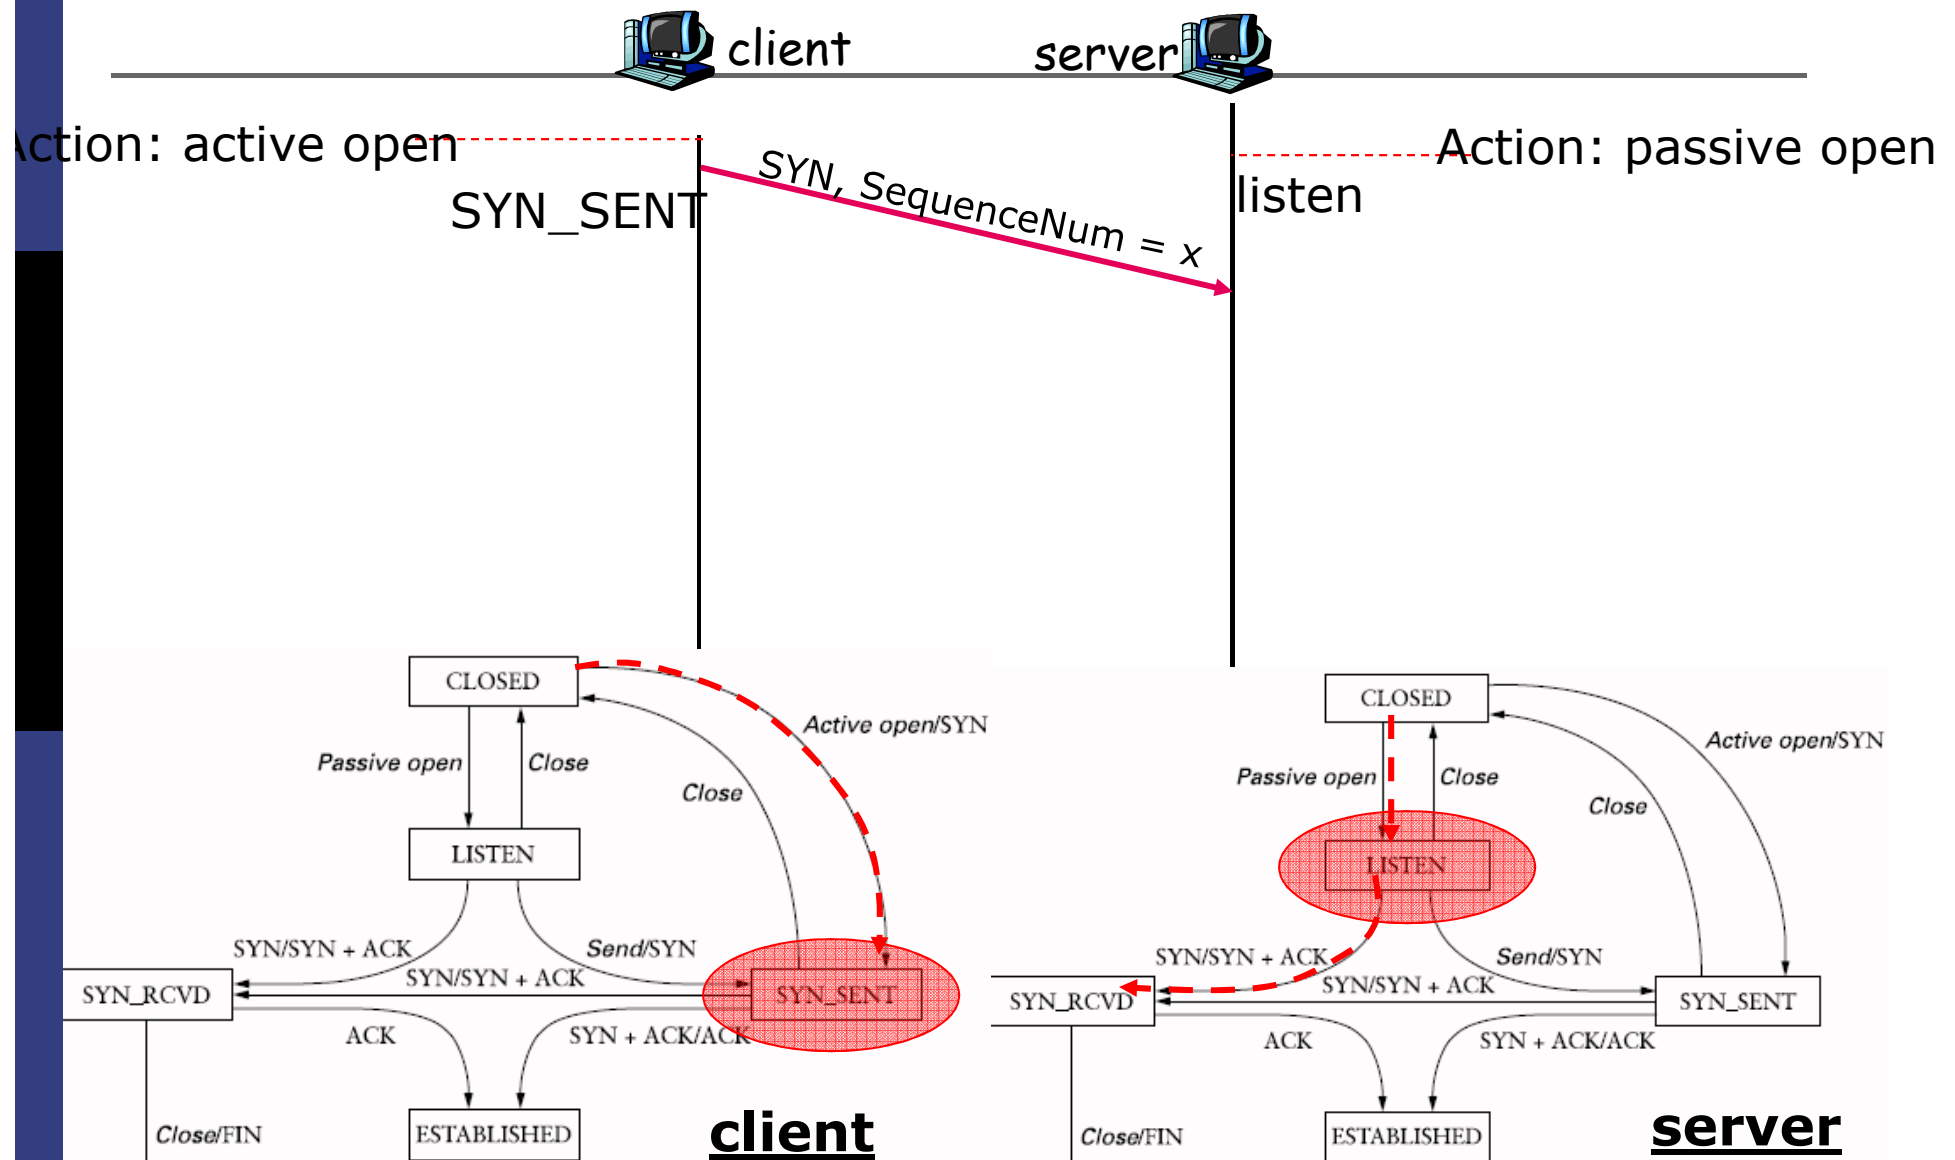 client
server
Action: active open
Action: passive open
SYN_SENT
listen
SYN, SequenceNum = x
CLOSED
Active open/SYN
Passive open
Close
Close
LISTEN
SYN/SYN + ACK
Send/SYN
SYN/SYN + ACK
SYN_RCVD
SYN_SENT
ACK
SYN + ACK/ACK
Close/FIN
ESTABLISHED
client
CLOSED
Active open/SYN
Passive open
Close
Close
LISTEN
SYN/SYN + ACK
Send/SYN
SYN/SYN + ACK
SYN_RCVD
SYN_SENT
ACK
SYN + ACK/ACK
Close/FIN
ESTABLISHED
server